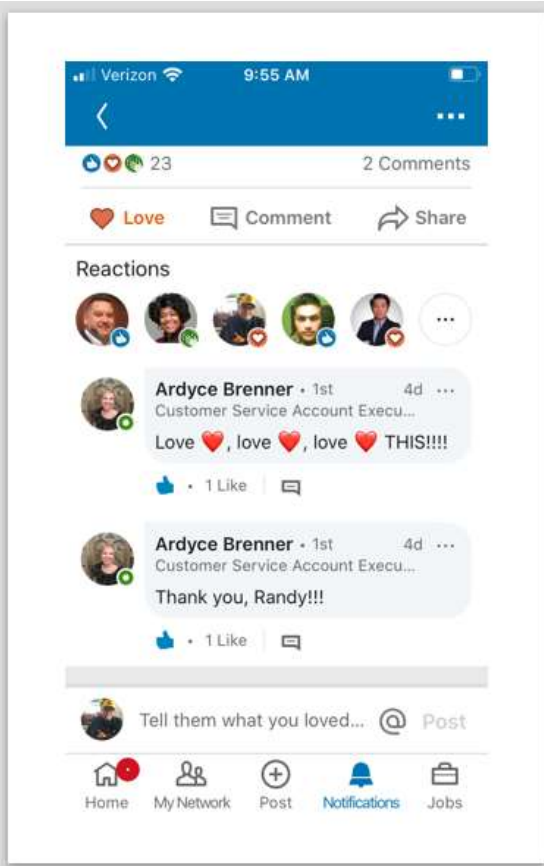 Verizon 9:55 AM
23 2 Comments
Love Comment Share
Reactions
Ardyce Brenner • 1st 4d
Customer Service Account Execu...
Love ❤️, love ❤️, love ❤️ THIS!!!!
• 1 Like
Ardyce Brenner • 1st 4d
Customer Service Account Execu...
Thank you, Randy!!!
• 1 Like
Tell them what you loved... @ Post
Home My Network Post Notifications Jobs